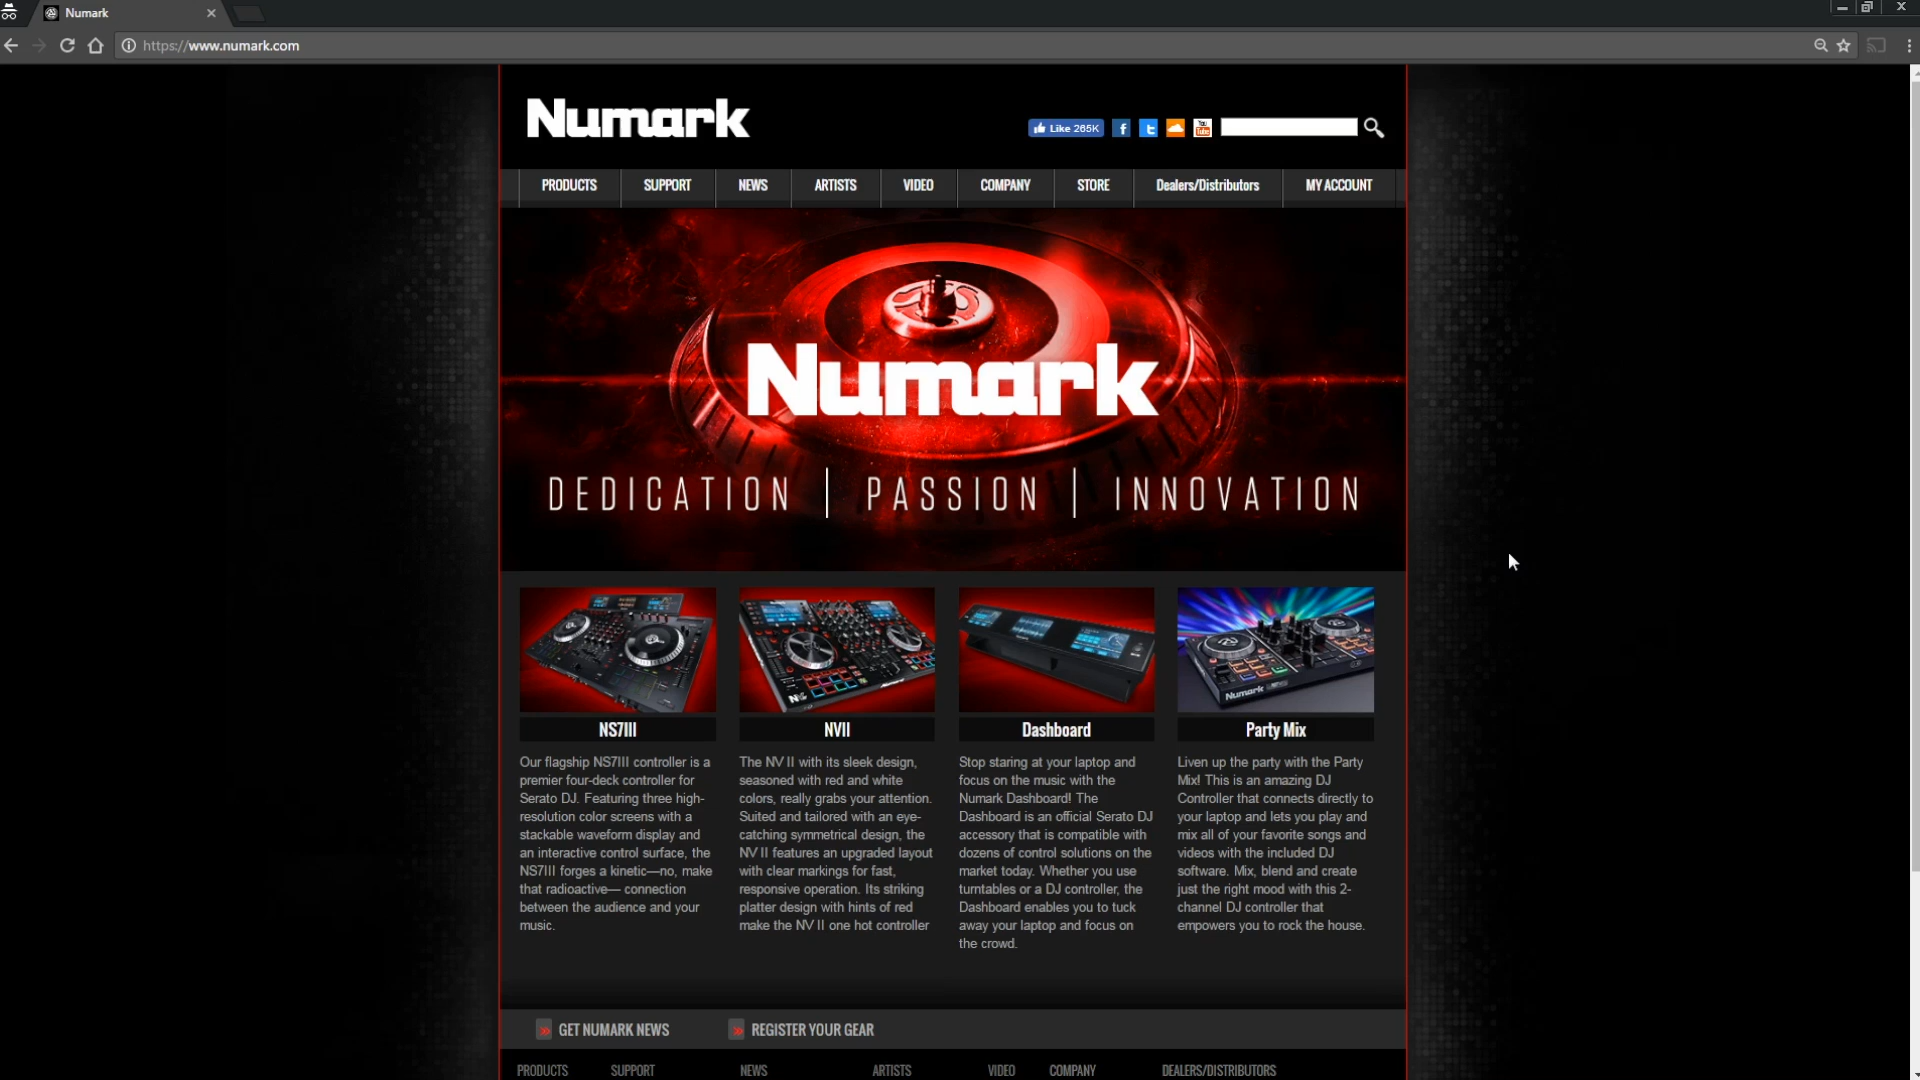 Numark
https://www.numark.com
Numark
Like 265K
You Tube
PRODUCTS SUPPORT NEWS ARTISTS VIDEO COMPANY STORE Dealers/Distributors MY ACCOUNT
Numark
DEDICATION | PASSION | INNOVATION
Numark
NS7III
Our flagship NS7III controller is a
premier four-deck controller for
Serato DJ. Featuring three high-
resolution color screens with a
stackable waveform display and
an interactive control surface, the
NS7III forges a kinetic—no, make
that radioactive— connection
between the audience and your
music.
NVII
The NV II with its sleek design,
seasoned with red and white
colors, really grabs your attention.
Suited and tailored with an eye-
catching symmetrical design, the
NV II features an upgraded layout
with clear markings for fast,
responsive operation. Its striking
platter design with hints of red
make the NV II one hot controller
Dashboard
Stop staring at your laptop and
focus on the music with the
Numark Dashboard! The
Dashboard is an official Serato DJ
accessory that is compatible with
dozens of control solutions on the
market today. Whether you use
turntables or a DJ controller, the
Dashboard enables you to tuck
away your laptop and focus on
the crowd.
Party Mix
Liven up the party with the Party
Mix! This is an amazing DJ
Controller that connects directly to
your laptop and lets you play and
mix all of your favorite songs and
videos with the included DJ
software. Mix, blend and create
just the right mood with this 2-
channel DJ controller that
empowers you to rock the house.
GET NUMARK NEWS REGISTER YOUR GEAR
PRODUCTS SUPPORT NEWS ARTISTS VIDEO COMPANY DEALERS/DISTRIBUTORS